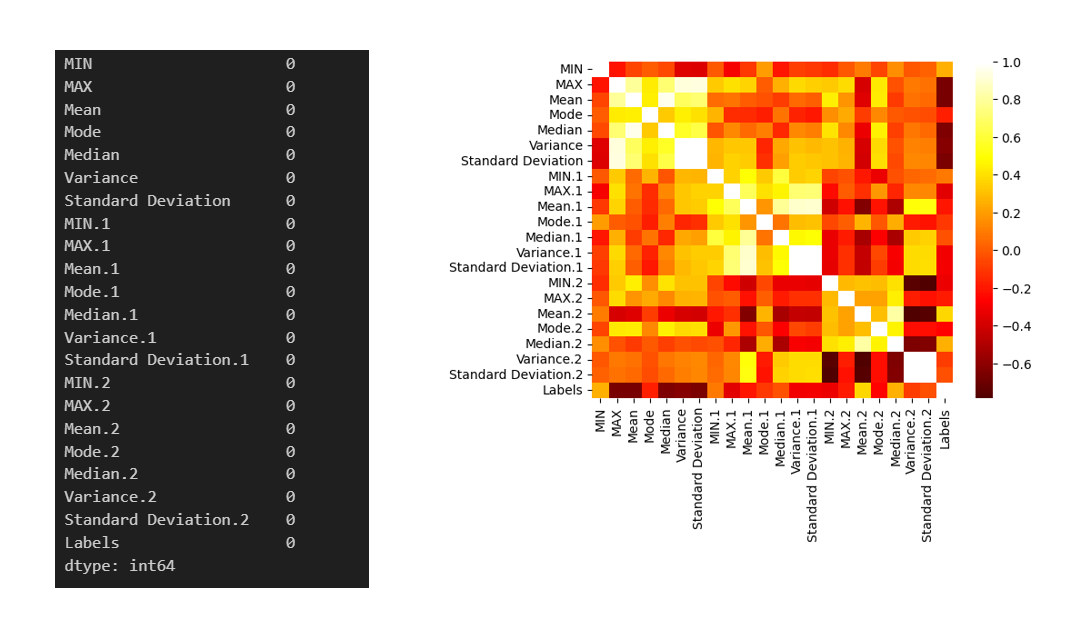 MIN 0
MAX 0
Mean 0
Mode 0
Median 0
Variance 0
Standard Deviation 0
MIN.1 0
MAX.1 0
Mean.1 0
Mode.1 0
Median.1 0
Variance.1 0
Standard Deviation.1 0
MIN.2 0
MAX.2 0
Mean.2 0
Mode.2 0
Median.2 0
Variance.2 0
Standard Deviation.2 0
Labels 0
dtype: int64
MIN
MAX
Mean
Mode
Median
Variance
Standard Deviation
MIN.1
MAX.1
Mean.1
Mode.1
Median.1
Variance.1
Standard Deviation.1
MIN.2
MAX.2
Mean.2
Mode.2
Median.2
Variance.2
Standard Deviation.2
Labels
MIN
MAX
Mean
Mode
Median
Variance
Standard Deviation
MIN.1
MAX.1
Mean.1
Mode.1
Median.1
Variance.1
Standard Deviation.1
MIN.2
MAX.2
Mean.2
Mode.2
Median.2
Variance.2
Standard Deviation.2
Labels
1.0
0.8
0.6
0.4
0.2
0.0
−0.2
−0.4
−0.6